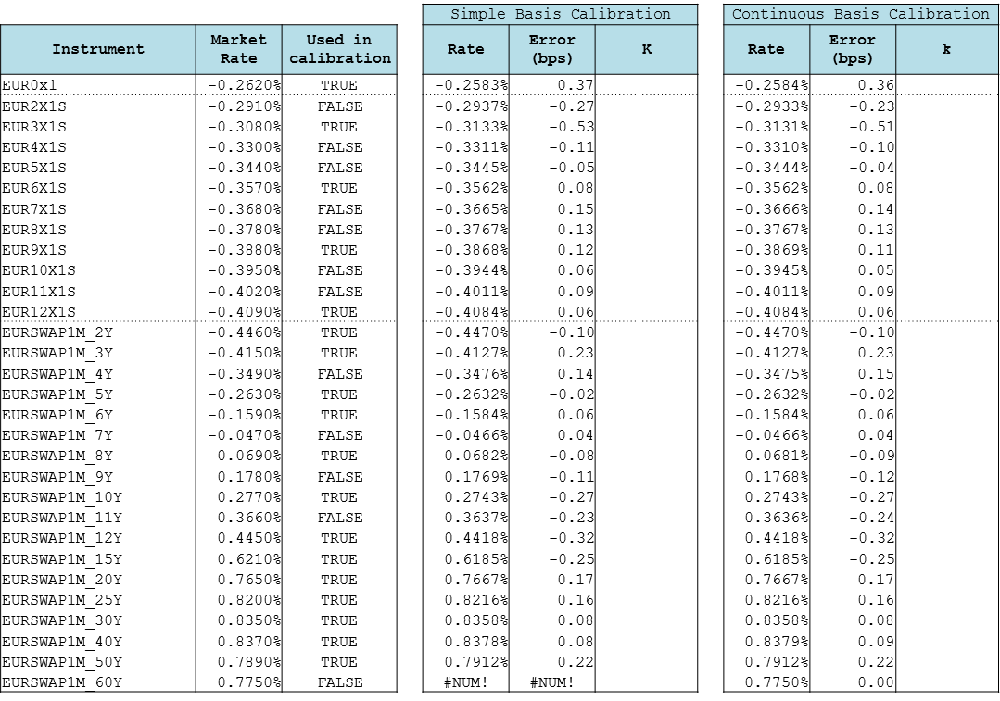 Simple Basis Calibration Continuous Basis Calibration
Instrument Market Rate Used in calibration Rate Error (bps) K Rate Error (bps) k
EUR0x1 -0.2620% TRUE -0.2583% 0.37 -0.2584% 0.36
EUR2X1S -0.2910% FALSE -0.2937% -0.27 -0.2933% -0.23
EUR3X1S -0.3080% TRUE -0.3133% -0.53 -0.3131% -0.51
EUR4X1S -0.3300% FALSE -0.3311% -0.11 -0.3310% -0.10
EUR5X1S -0.3440% FALSE -0.3445% -0.05 -0.3444% -0.04
EUR6X1S -0.3570% TRUE -0.3562% 0.08 -0.3562% 0.08
EUR7X1S -0.3680% FALSE -0.3665% 0.15 -0.3666% 0.14
EUR8X1S -0.3780% FALSE -0.3767% 0.13 -0.3767% 0.13
EUR9X1S -0.3880% TRUE -0.3868% 0.12 -0.3869% 0.11
EUR10X1S -0.3950% FALSE -0.3944% 0.06 -0.3945% 0.05
EUR11X1S -0.4020% FALSE -0.4011% 0.09 -0.4011% 0.09
EUR12X1S -0.4090% TRUE -0.4084% 0.06 -0.4084% 0.06
EURSWAP1M_2Y -0.4460% TRUE -0.4470% -0.10 -0.4470% -0.10
EURSWAP1M_3Y -0.4150% TRUE -0.4127% 0.23 -0.4127% 0.23
EURSWAP1M_4Y -0.3490% FALSE -0.3476% 0.14 -0.3475% 0.15
EURSWAP1M_5Y -0.2630% TRUE -0.2632% -0.02 -0.2632% -0.02
EURSWAP1M_6Y -0.1590% TRUE -0.1584% 0.06 -0.1584% 0.06
EURSWAP1M_7Y -0.0470% FALSE -0.0466% 0.04 -0.0466% 0.04
EURSWAP1M_8Y 0.0690% TRUE 0.0682% -0.08 0.0681% -0.09
EURSWAP1M_9Y 0.1780% FALSE 0.1769% -0.11 0.1768% -0.12
EURSWAP1M_10Y 0.2770% TRUE 0.2743% -0.27 0.2743% -0.27
EURSWAP1M_11Y 0.3660% FALSE 0.3637% -0.23 0.3636% -0.24
EURSWAP1M_12Y 0.4450% TRUE 0.4418% -0.32 0.4418% -0.32
EURSWAP1M_15Y 0.6210% TRUE 0.6185% -0.25 0.6185% -0.25
EURSWAP1M_20Y 0.7650% TRUE 0.7667% 0.17 0.7667% 0.17
EURSWAP1M_25Y 0.8200% TRUE 0.8216% 0.16 0.8216% 0.16
EURSWAP1M_30Y 0.8350% TRUE 0.8358% 0.08 0.8358% 0.08
EURSWAP1M_40Y 0.8370% TRUE 0.8378% 0.08 0.8379% 0.09
EURSWAP1M_50Y 0.7890% TRUE 0.7912% 0.22 0.7912% 0.22
EURSWAP1M_60Y 0.7750% FALSE #NUM! #NUM! 0.7750% 0.00